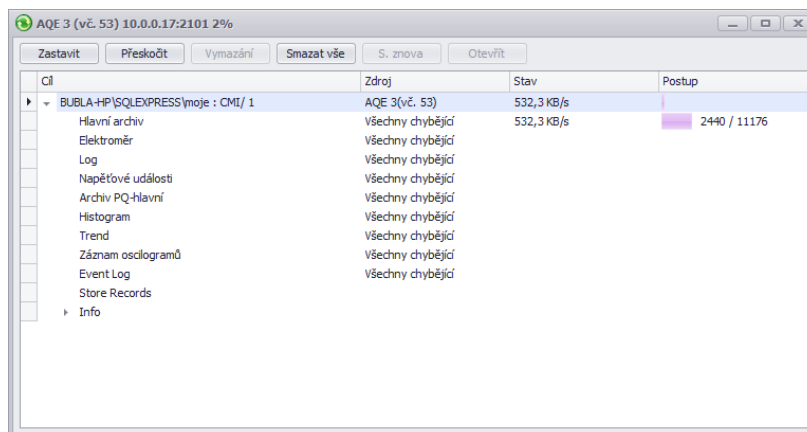 AQE 3 (vč. 53) 10.0.0.17:2101 2%
Zastavit Přeskočit Vymazání Smazat vše S. znova Otevřít
Cíl Zdroj Stav Postup
BUBLA-HP\SQLEXPRESS\moje : CMI/ 1 AQE 3(vč. 53) 532,3 KB/s
Hlavní archiv Všechny chybějící 532,3 KB/s 2440 / 11176
Elektroměr Všechny chybějící
Log Všechny chybějící
Napěťové události Všechny chybějící
Archiv PQ-hlavní Všechny chybějící
Histogram Všechny chybějící
Trend Všechny chybějící
Záznam oscilogramů Všechny chybějící
Event Log Všechny chybějící
Store Records
Info